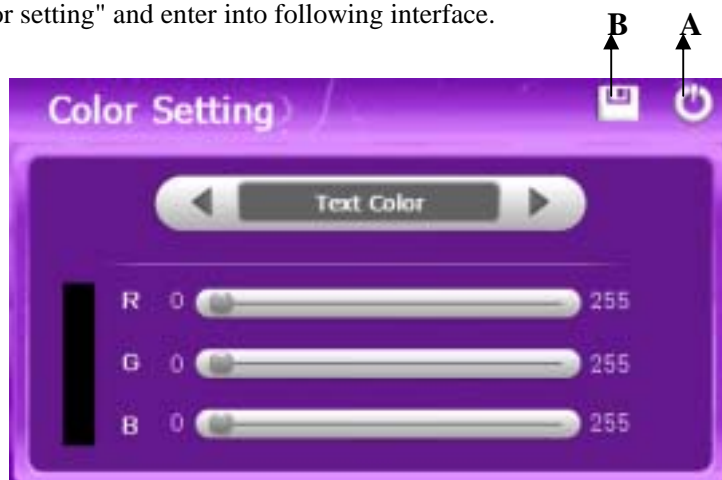 or setting" and enter into following interface.
B A
Color Setting
Text Color
R 0 255
G 0 255
B 0 255